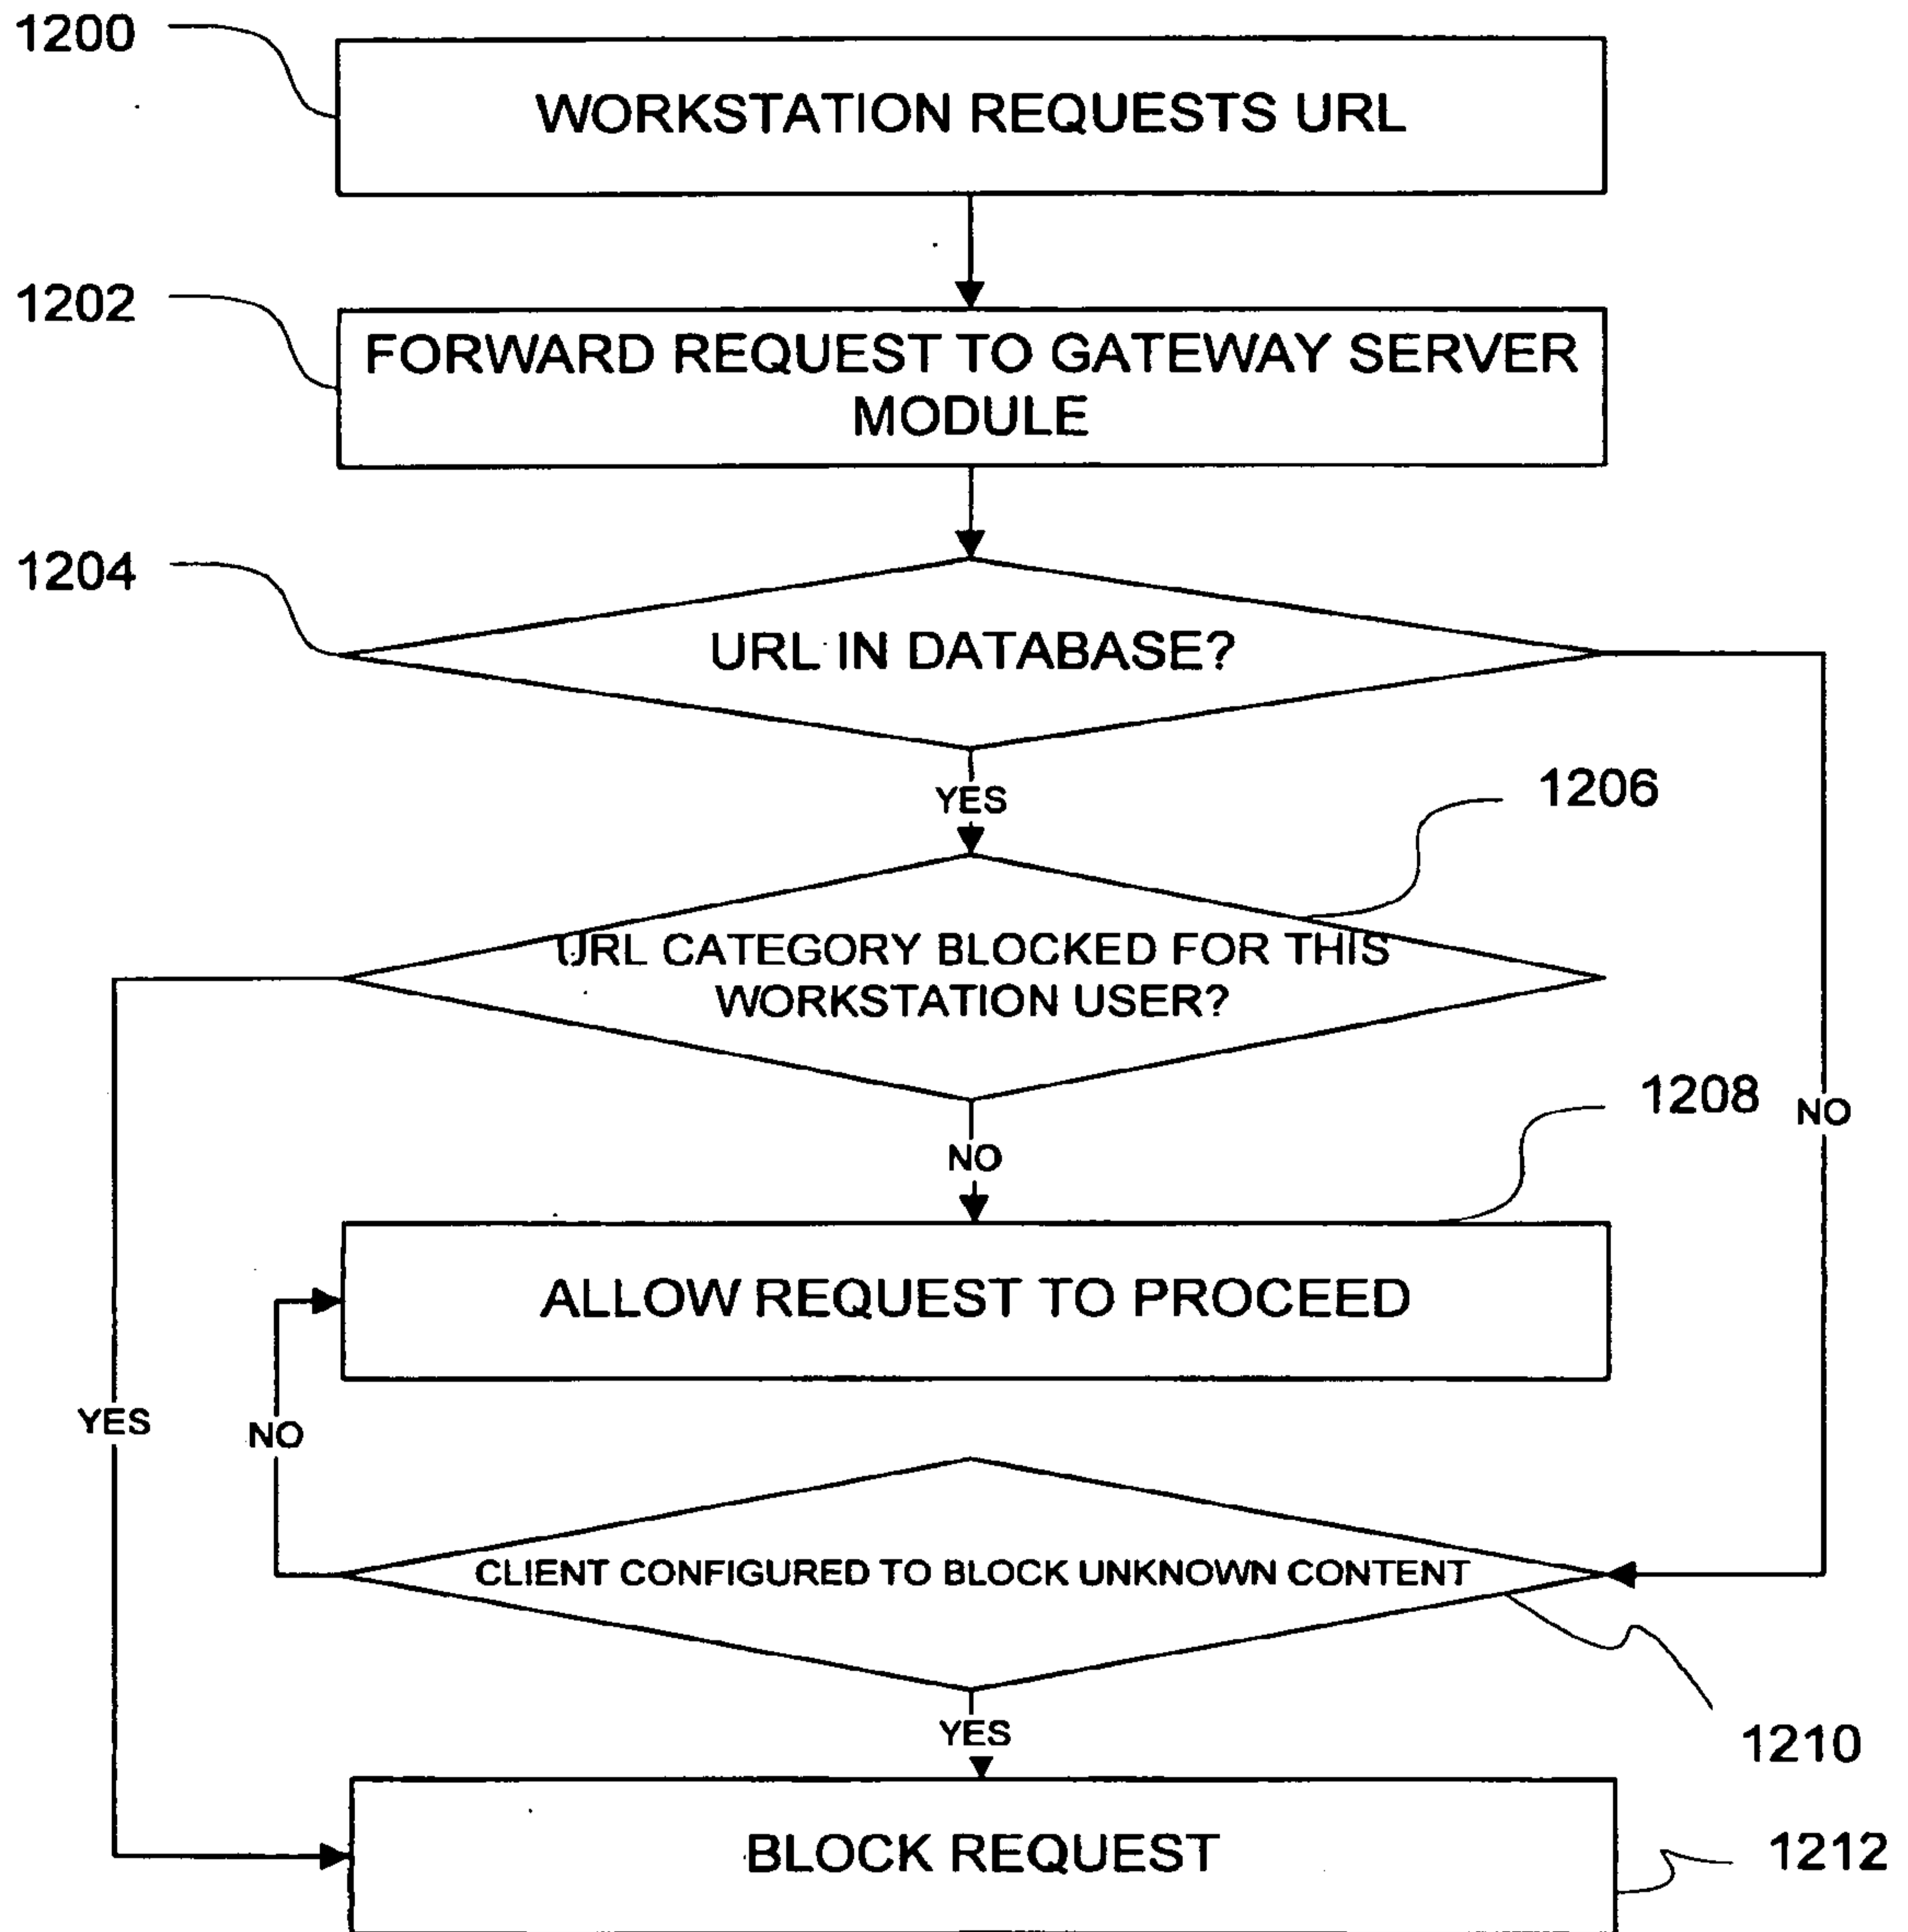 1200
WORKSTATION REQUESTS URL
1202
FORWARD REQUEST TO GATEWAY SERVER
MODULE
1204
URL IN DATABASE?
YES
1206
URL CATEGORY BLOCKED FOR THIS
WORKSTATION USER?
1208
NO
NO
ALLOW REQUEST TO PROCEED
YES
NO
CLIENT CONFIGURED TO BLOCK UNKNOWN CONTENT
YES
1210
BLOCK REQUEST
1212